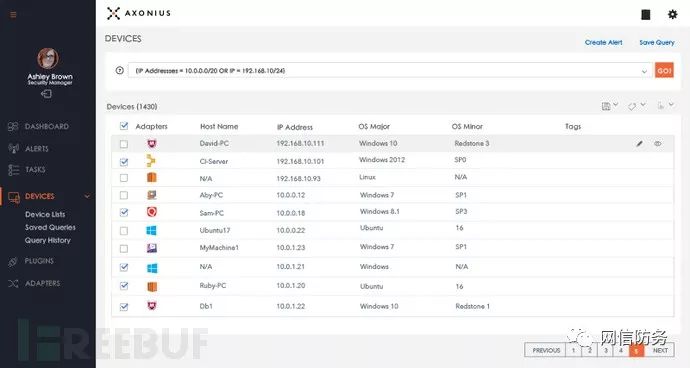 AXONIUS
Ashley Brown
Security Manager
DASHBOARD
ALERTS
TASKS
DEVICES
Device Lists
Saved Queries
Query History
PLUGINS
ADAPTERS
DEVICES
Create Alert Save Query
(IP Addresses = 10.0.0.0/20 OR IP = 192.168.10/24) GO!
Devices (1430)
Adapters Host Name IP Address OS Major OS Minor Tags
David-PC 192.168.10.111 Windows 10 Redstone 3
CI-Server 192.168.10.101 Windows 2012 SP0
N/A 192.168.10.93 Linux N/A
Aby-PC 10.0.0.12 Windows 7 SP1
Sam-PC 10.0.0.18 Windows 8.1 SP3
Ubuntu17 10.0.0.22 Ubuntu 16
MyMachine1 10.0.1.23 Windows 7 SP1
N/A 10.0.1.21 Windows N/A
Ruby-PC 10.0.1.20 Ubuntu 16
Db1 10.0.1.22 Windows 10 Redstone 1
PREVIOUS 1 2 3 4 5 NEXT
FREEBUF
网信防务